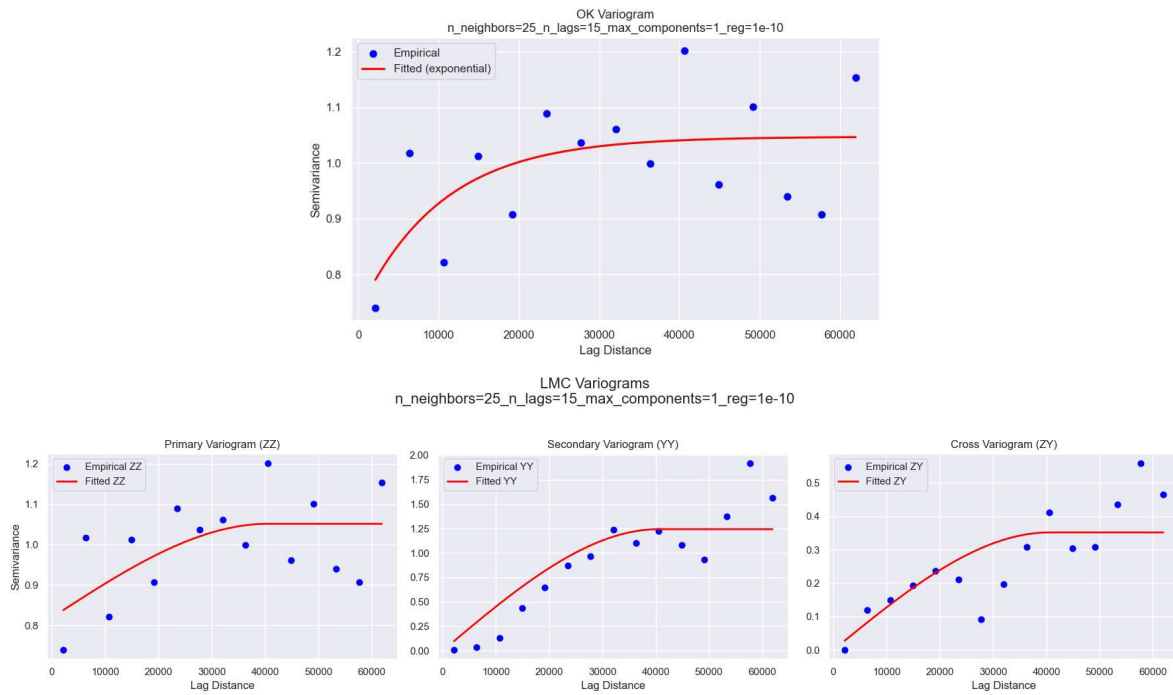 OK Variogram
n_neighbors=25_n_lags=15_max_components=1_reg=1e-10
Empirical
Fitted (exponential)
Semivariance
1.2
1.1
1.0
0.9
0.8
0 10000 20000 30000 40000 50000 60000
Lag Distance
LMC Variograms
n_neighbors=25_n_lags=15_max_components=1_reg=1e-10
Primary Variogram (ZZ)
Empirical ZZ
Fitted ZZ
Semivariance
1.2
1.1
1.0
0.9
0.8
0 10000 20000 30000 40000 50000 60000
Lag Distance
Secondary Variogram (YY)
Empirical YY
Fitted YY
2.00
1.75
1.50
1.25
1.00
0.75
0.50
0.25
0.00
0 10000 20000 30000 40000 50000 60000
Lag Distance
Cross Variogram (ZY)
Empirical ZY
Fitted ZY
0.5
0.4
0.3
0.2
0.1
0.0
0 10000 20000 30000 40000 50000 60000
Lag Distance